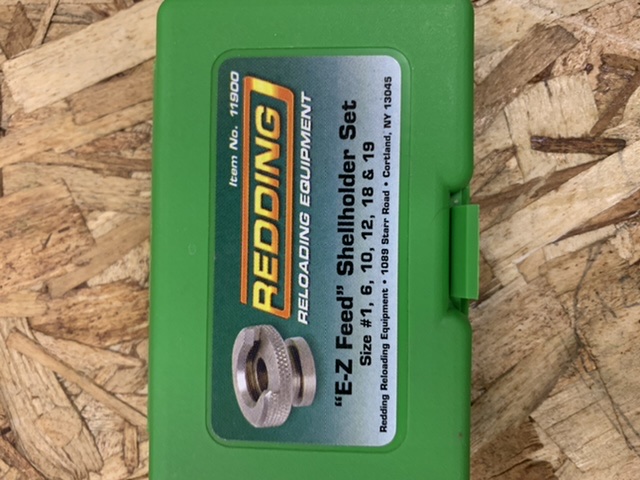 Item No. 11900
REDDING
RELOADING EQUIPMENT
"E-Z Feed" Shellholder Set
Size #1, 6, 10, 12, 18 & 19
Redding Reloading Equipment • 1089 Starr Road • Cortland, NY 13045